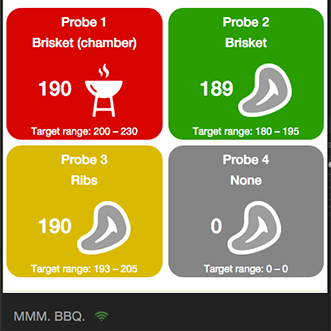 Probe 1
Brisket (chamber)
190
Target range: 200 – 230
Probe 2
Brisket
189
Target range: 180 – 195
Probe 3
Ribs
190
Target range: 193 – 205
Probe 4
None
0
Target range: 0 – 0
MMM. BBQ.